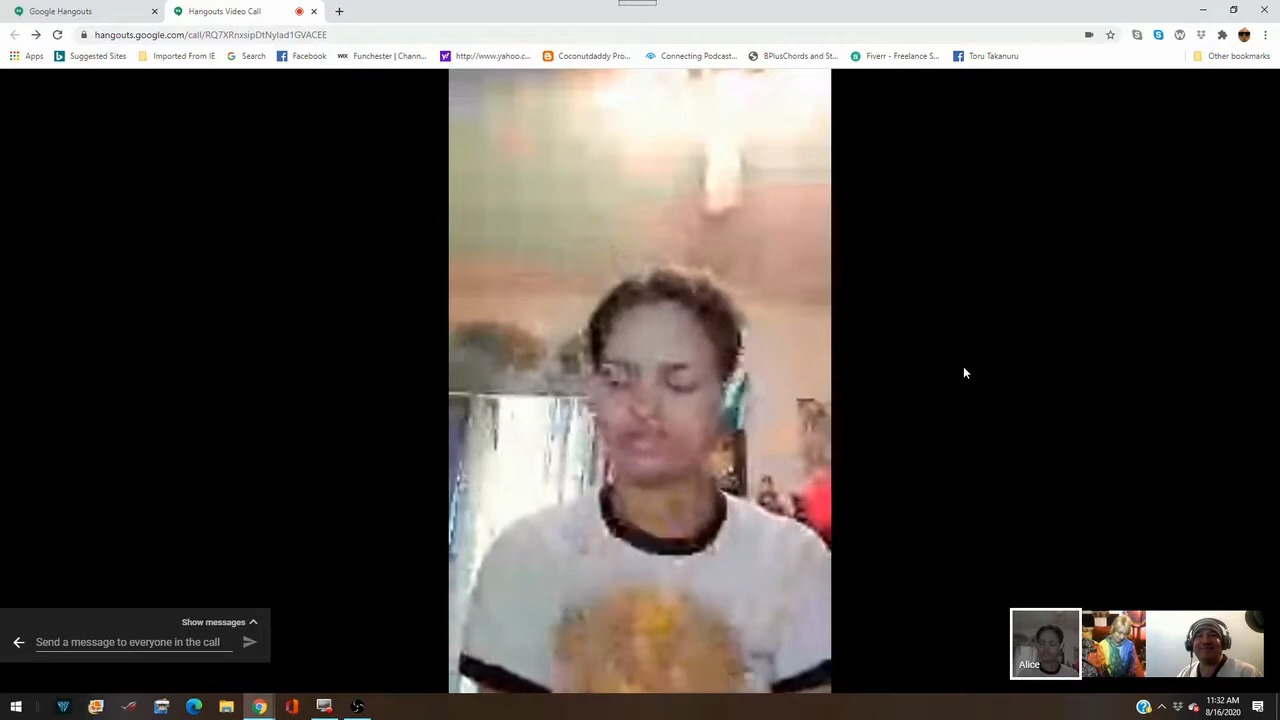 Google Hangouts
Hangouts Video Call
hangouts.google.com/call/RQ7XRnxsipDtNylad1GVACEE
Apps
Suggested Sites
Imported From IE
Search
Facebook
Funchester | Chann...
http://www.yahoo.c...
Coconutdaddy Pro...
Connecting Podcast...
8PlusChords and St...
Fiverr - Freelance S...
Toru Takanuru
Other bookmarks
Show messages
Send a message to everyone in the call
Alice
11:32 AM
8/16/2020